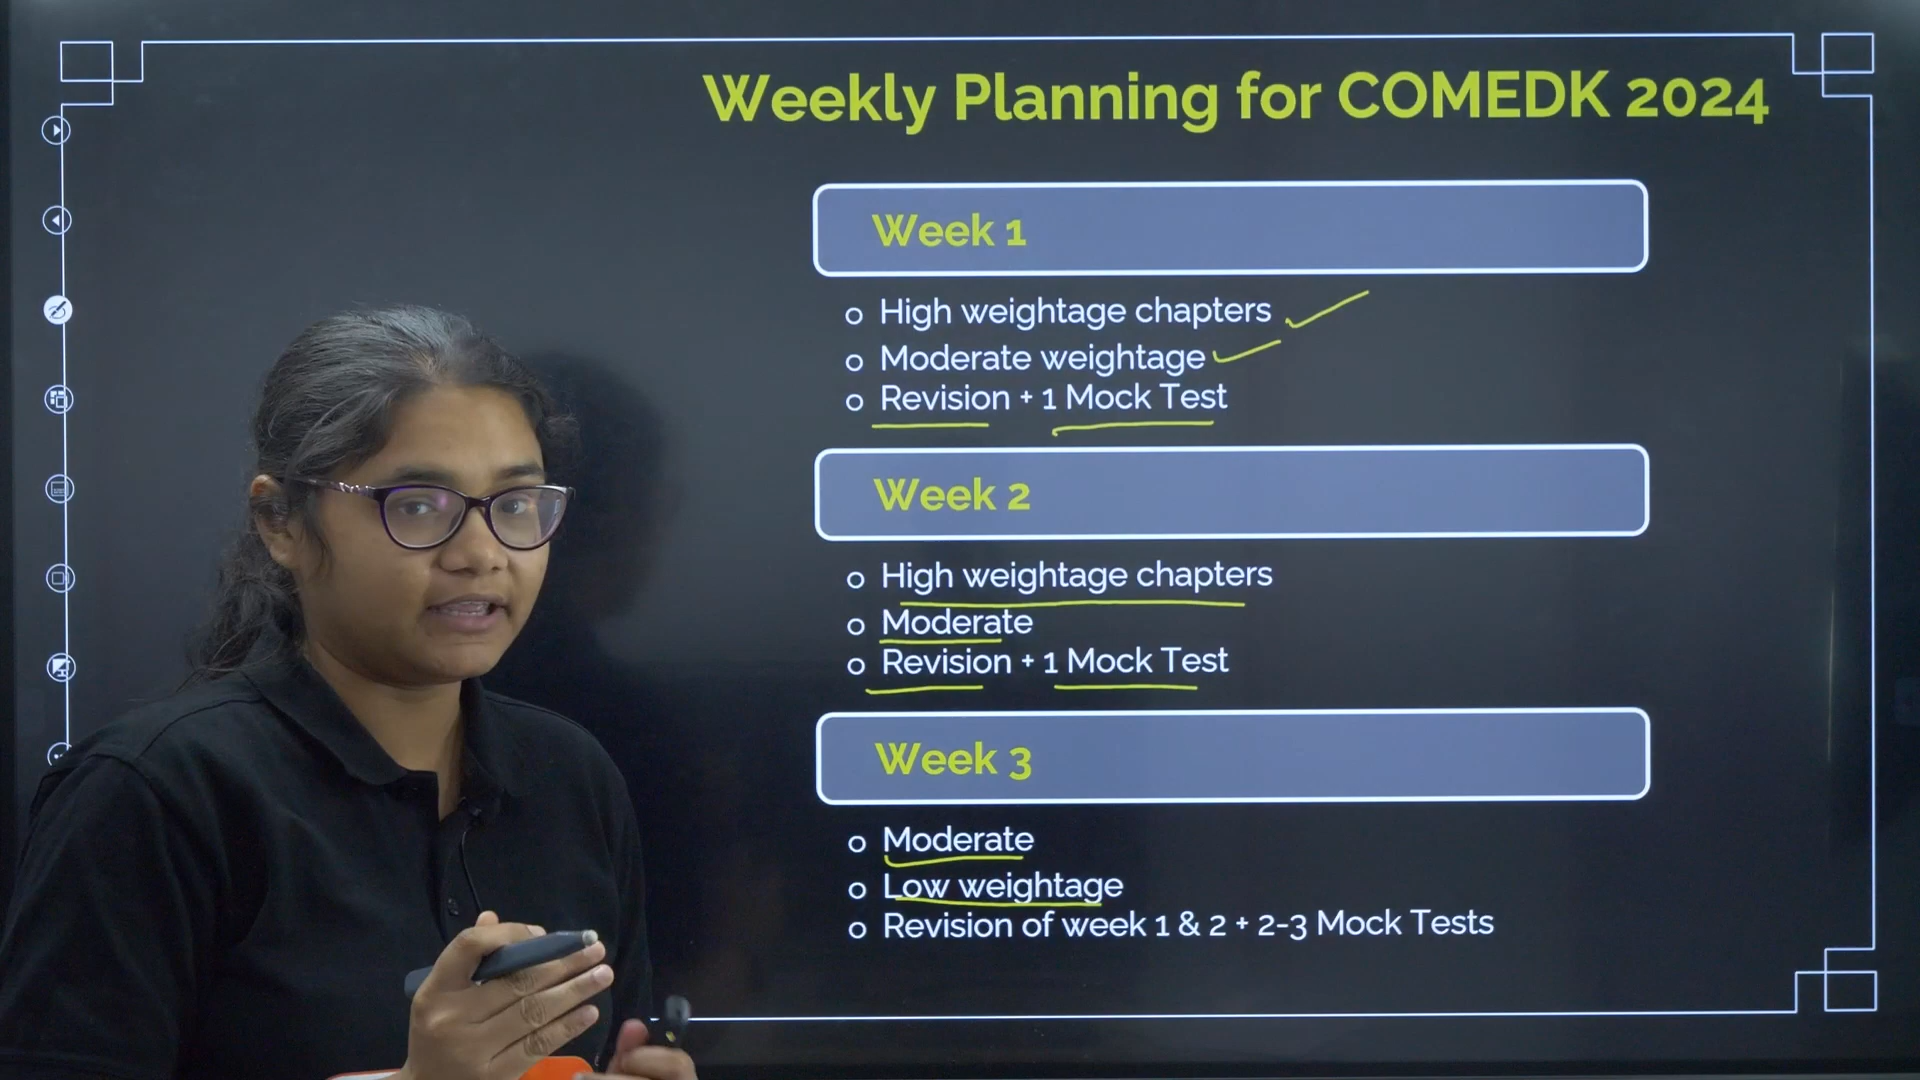 Weekly Planning for COMEDK 2024
Week 1
High weightage chapters
Moderate weightage
Revision + 1 Mock Test
Week 2
High weightage chapters
Moderate
Revision + 1 Mock Test
Week 3
Moderate
Low weightage
Revision of week 1 & 2 + 2-3 Mock Tests